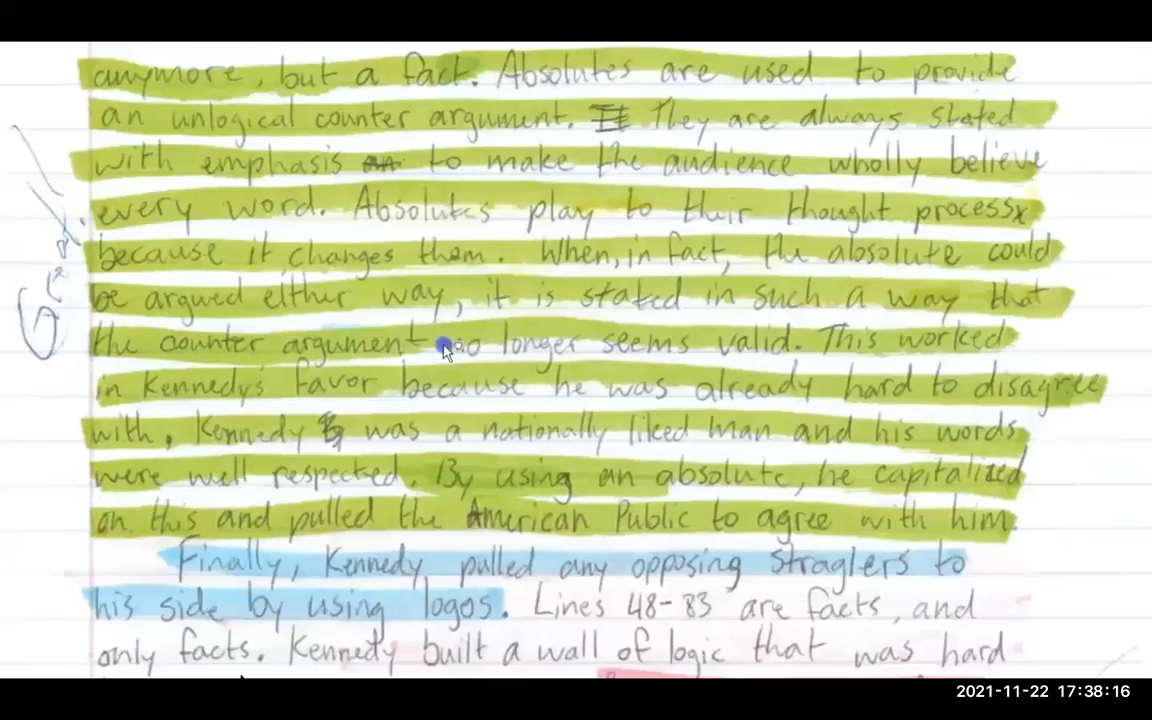 anymore, but a fact. Absolutes are used to provide
an unlogical counter argument. They are always stated
with emphasis to make the audience wholly believe
every word. Absolutes play to their thought process
because it changes them. When, in fact, the absolute could
be argued either way, it is stated in such a way that
the counter argument no longer seems valid. This worked
in Kennedy's favor because he was already hard to disagree
with, Kennedy was a nationally liked man and his words
were well respected. By using an absolute, he capitalized
on this and pulled the American Public to agree with him.
Finally, Kennedy pulled any opposing straglers to
his side by using logos. Lines 48-83 are facts, and
only facts. Kennedy built a wall of logic that was hard
2021-11-22 17:38:16